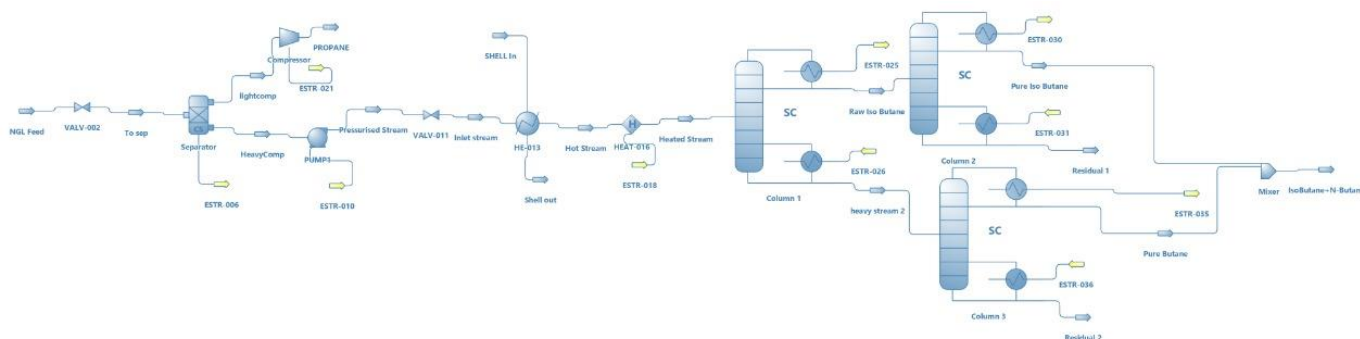 NGL Feed
VALV-002
To sep
CS
Separator
ESTR-006
lightcomp
Compressor
PROPANE
ESTR-021
HeavyComp
PUMP1
ESTR-010
Pressurised Stream
VALV-011
Inlet stream
SHELL In
HE-013
Shell out
Hot Stream
H
HEAT-016
ESTR-018
Heated Stream
SC
Column 1
ESTR-025
ESTR-026
Raw Iso Butane
heavy stream 2
SC
Column 2
ESTR-030
Pure Iso Butane
ESTR-031
Residual 1
SC
Column 3
ESTR-035
Pure Butane
ESTR-036
Residual 2
Mixer
IsoButane+N-Butan